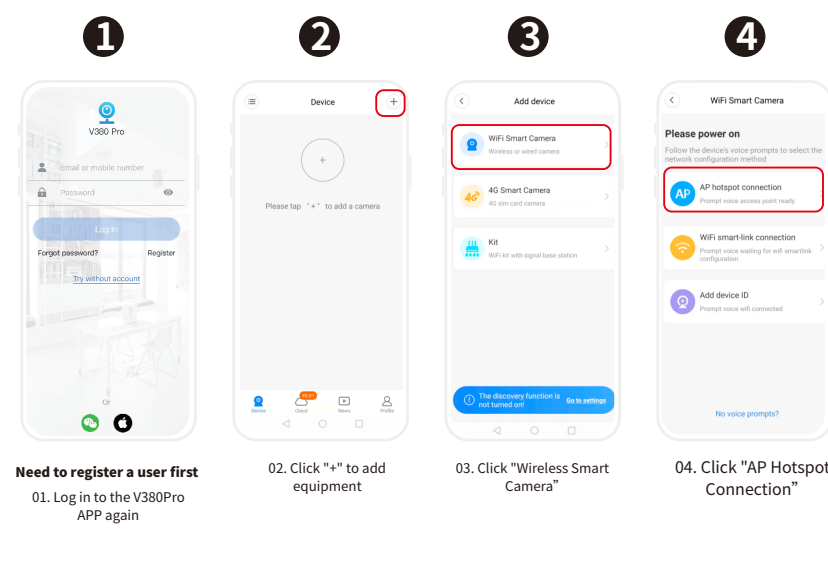 1
2
3
4
V380 Pro
Email or mobile number
Password
Log In
Forgot password?
Register
Try without account
Or
Device
+
+
Please tap "+" to add a camera
Device
Cloud
News
Profile
Add device
WiFi Smart Camera
Wireless or wired camera
4G
4G Smart Camera
4G sim card camera
Kit
WiFi kit with signal base station
The discovery function is
not turned on!
Go to settings
WiFi Smart Camera
Please power on
Follow the device's voice prompts to select the
network configuration method
AP
AP hotspot connection
Prompt voice access point ready
WiFi smart-link connection
Prompt voice waiting for wifi smartlink
configuration
Add device ID
Prompt voice wifi connected
No voice prompts?
Need to register a user first
01. Log in to the V380Pro
APP again
02. Click "+" to add
equipment
03. Click "Wireless Smart
Camera”
04. Click "AP Hotspot
Connection”